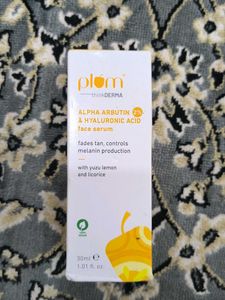 plum
thinkDERMA
ALPHA ARBUTIN 2%
& HYALURONIC ACID
face serum
fades tan, controls
melanin production
with yuzu lemon
and licorice
30ml e
1.01 fl. oz